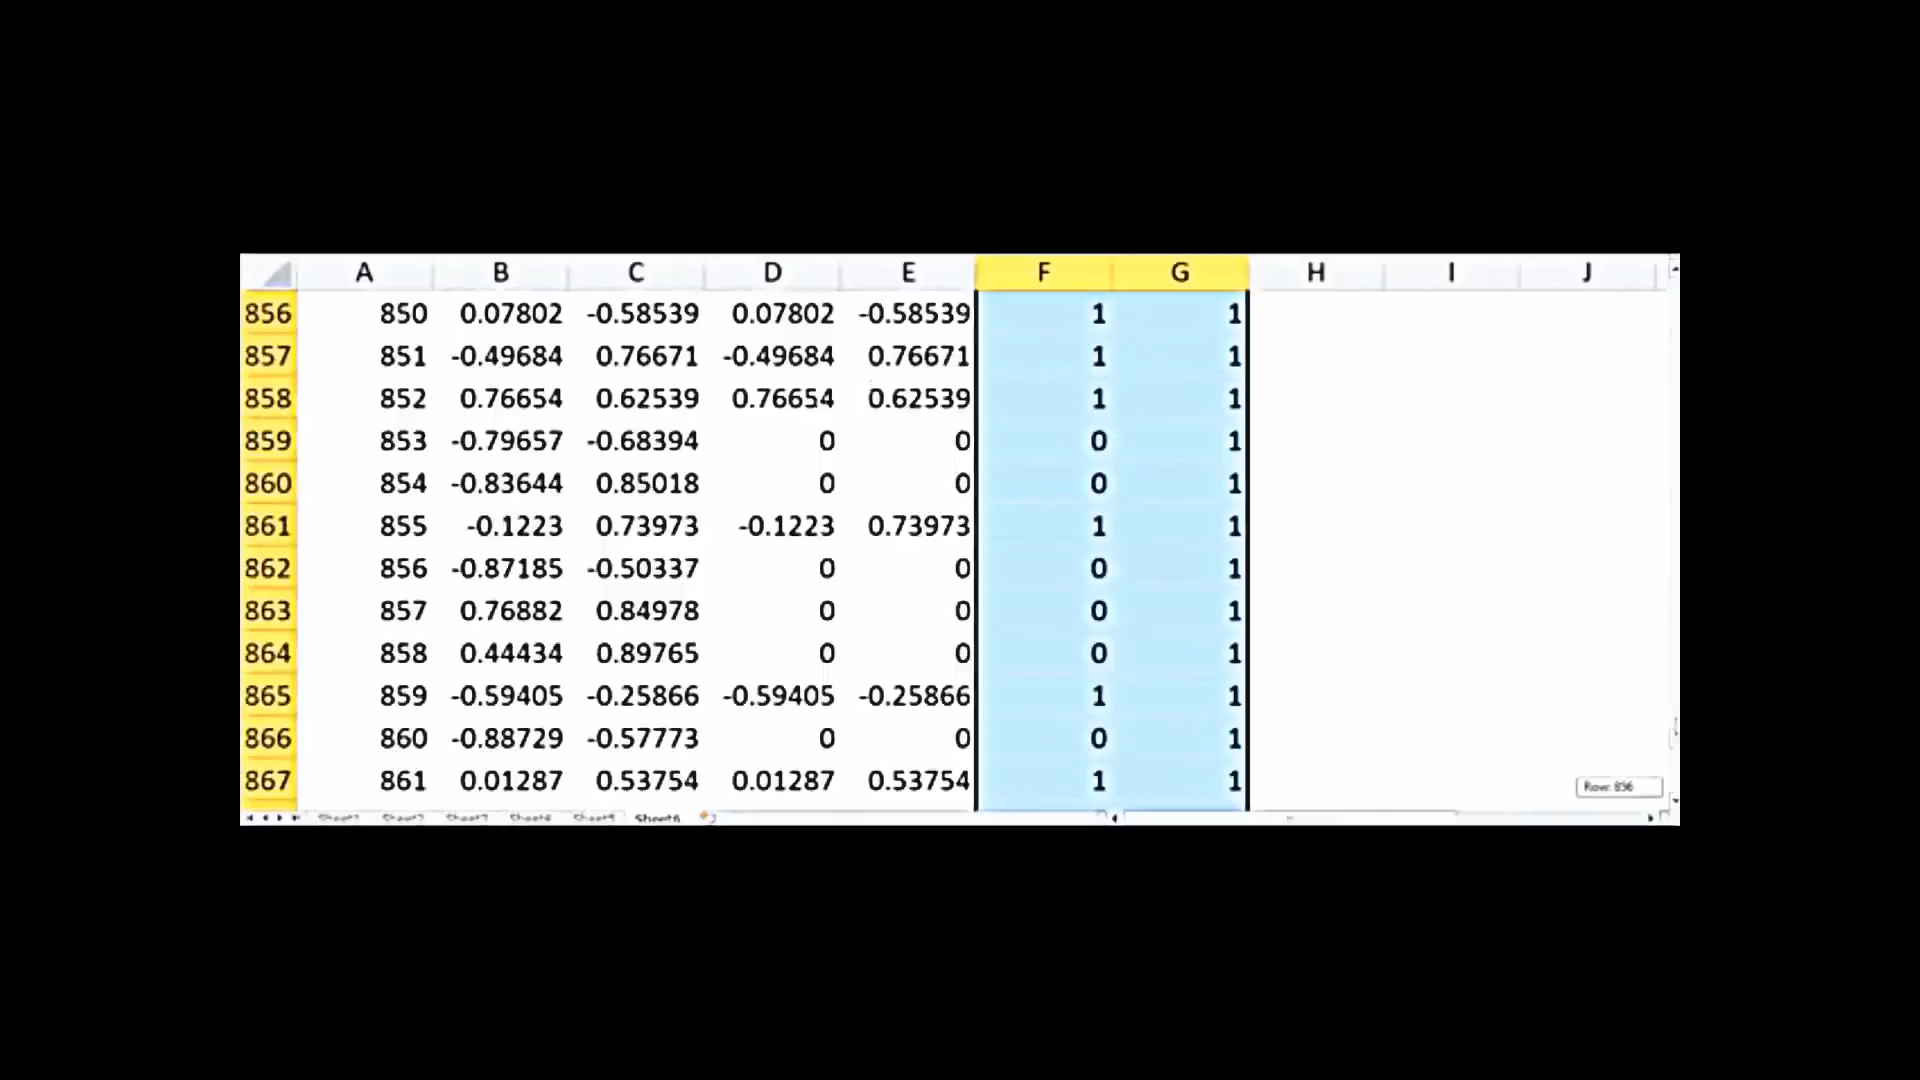 A B C D E F G H I J
856 850 0.07802 -0.58539 0.07802 -0.58539 1 1
857 851 -0.49684 0.76671 -0.49684 0.76671 1 1
858 852 0.76654 0.62539 0.76654 0.62539 1 1
859 853 -0.79657 -0.68394 0 0 0 1
860 854 -0.83644 0.85018 0 0 0 1
861 855 -0.1223 0.73973 -0.1223 0.73973 1 1
862 856 -0.87185 -0.50337 0 0 0 1
863 857 0.76882 0.84978 0 0 0 1
864 858 0.44434 0.89765 0 0 0 1
865 859 -0.59405 -0.25866 -0.59405 -0.25866 1 1
866 860 -0.88729 -0.57773 0 0 0 1
867 861 0.01287 0.53754 0.01287 0.53754 1 1
Row: 856